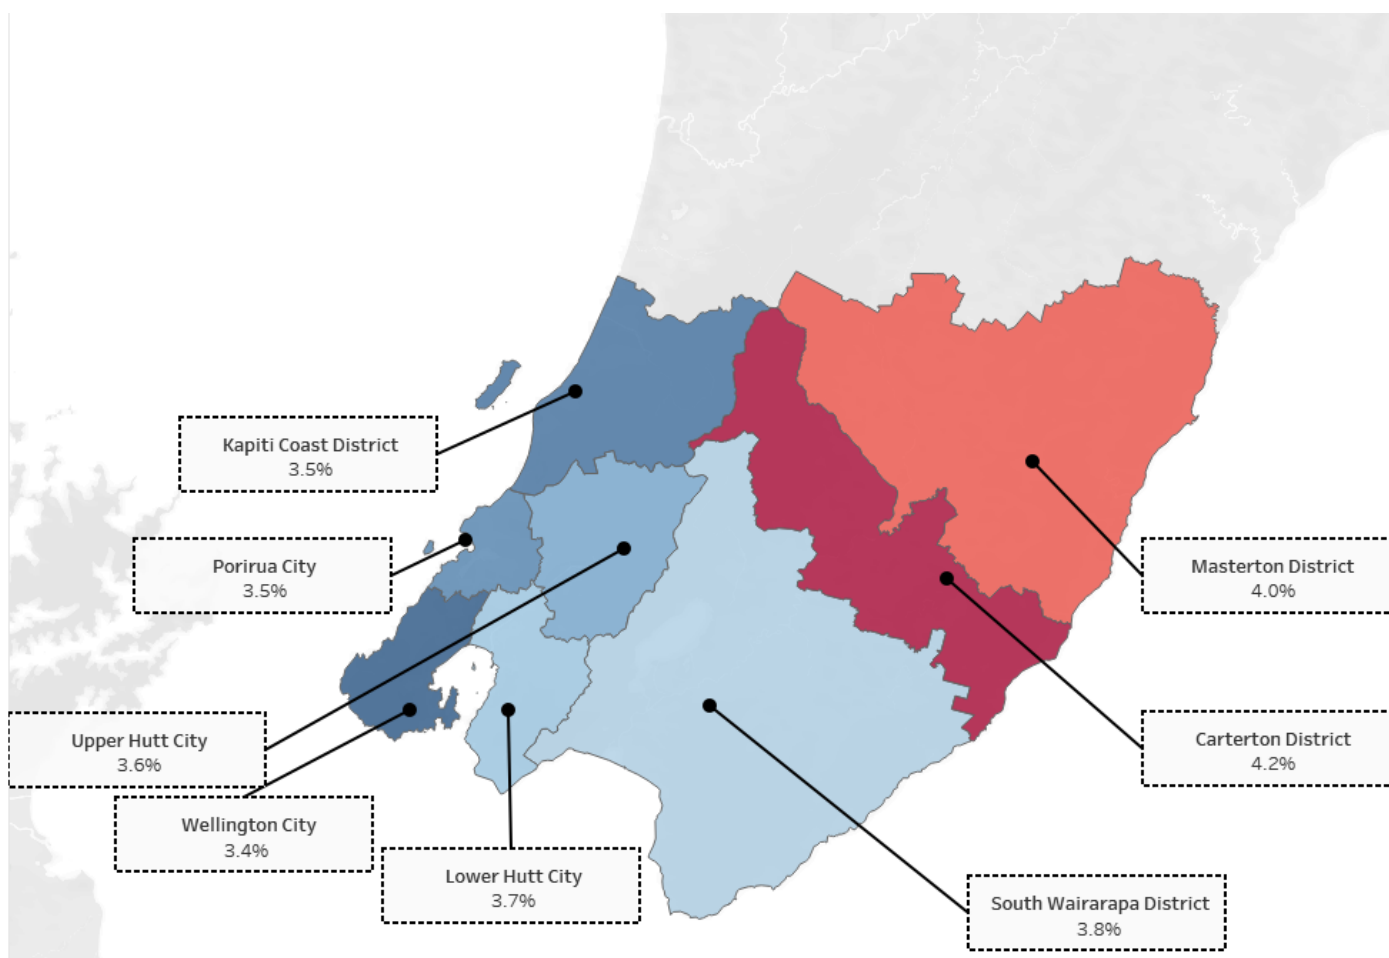 Kapiti Coast District
3.5%
Porirua City
3.5%
Masterton District
4.0%
Upper Hutt City
3.6%
Carterton District
4.2%
Wellington City
3.4%
Lower Hutt City
3.7%
South Wairarapa District
3.8%